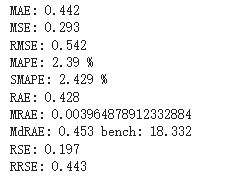 MAE: 0.442
MSE: 0.293
RMSE: 0.542
MAPE: 2.39 %
SMAPE: 2.429 %
RAE: 0.428
MRAE: 0.003964878912332884
MdRAE: 0.453 bench: 18.332
RSE: 0.197
RRSE: 0.443